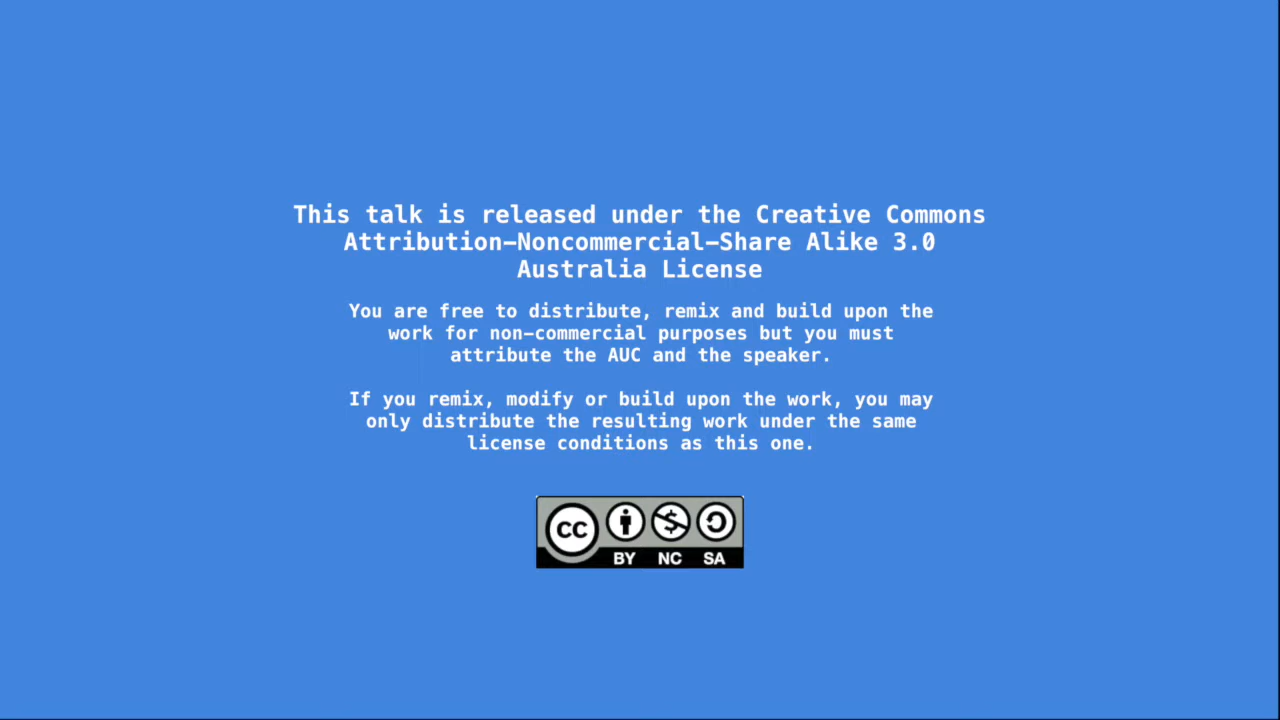 This talk is released under the Creative Commons
Attribution–Noncommercial–Share Alike 3.0
Australia License
You are free to distribute, remix and build upon the
work for non–commercial purposes but you must
attribute the AUC and the speaker.
If you remix, modify or build upon the work, you may
only distribute the resulting work under the same
license conditions as this one.
cc
BY NC SA